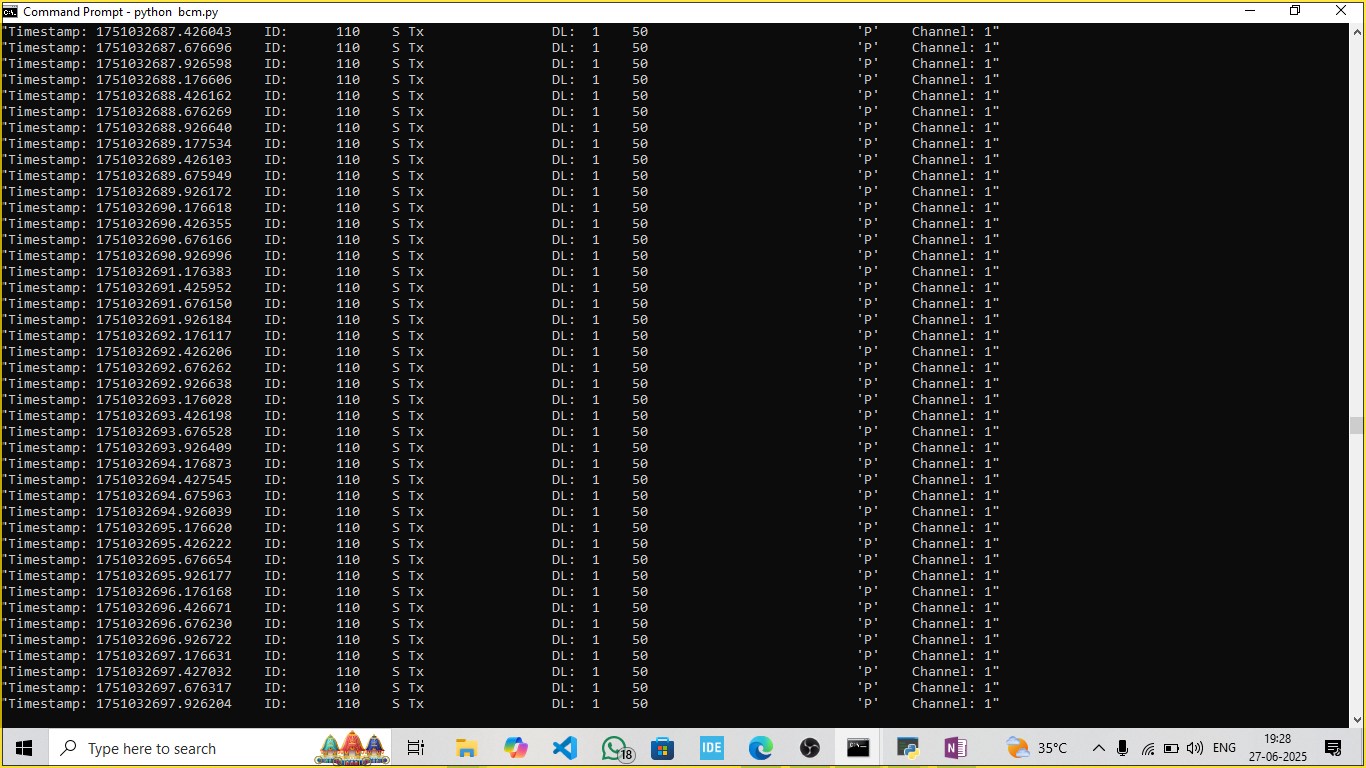 Command Prompt - python bcm.py
"Timestamp: 1751032687.426043 ID: 110 S Tx DL: 1 50 'P' Channel: 1"
"Timestamp: 1751032687.676696 ID: 110 S Tx DL: 1 50 'P' Channel: 1"
"Timestamp: 1751032687.926598 ID: 110 S Tx DL: 1 50 'P' Channel: 1"
"Timestamp: 1751032688.176606 ID: 110 S Tx DL: 1 50 'P' Channel: 1"
"Timestamp: 1751032688.426162 ID: 110 S Tx DL: 1 50 'P' Channel: 1"
"Timestamp: 1751032688.676269 ID: 110 S Tx DL: 1 50 'P' Channel: 1"
"Timestamp: 1751032688.926640 ID: 110 S Tx DL: 1 50 'P' Channel: 1"
"Timestamp: 1751032689.177534 ID: 110 S Tx DL: 1 50 'P' Channel: 1"
"Timestamp: 1751032689.426103 ID: 110 S Tx DL: 1 50 'P' Channel: 1"
"Timestamp: 1751032689.675949 ID: 110 S Tx DL: 1 50 'P' Channel: 1"
"Timestamp: 1751032689.926172 ID: 110 S Tx DL: 1 50 'P' Channel: 1"
"Timestamp: 1751032690.176618 ID: 110 S Tx DL: 1 50 'P' Channel: 1"
"Timestamp: 1751032690.426355 ID: 110 S Tx DL: 1 50 'P' Channel: 1"
"Timestamp: 1751032690.676166 ID: 110 S Tx DL: 1 50 'P' Channel: 1"
"Timestamp: 1751032690.926996 ID: 110 S Tx DL: 1 50 'P' Channel: 1"
"Timestamp: 1751032691.176383 ID: 110 S Tx DL: 1 50 'P' Channel: 1"
"Timestamp: 1751032691.425952 ID: 110 S Tx DL: 1 50 'P' Channel: 1"
"Timestamp: 1751032691.676150 ID: 110 S Tx DL: 1 50 'P' Channel: 1"
"Timestamp: 1751032691.926184 ID: 110 S Tx DL: 1 50 'P' Channel: 1"
"Timestamp: 1751032692.176117 ID: 110 S Tx DL: 1 50 'P' Channel: 1"
"Timestamp: 1751032692.426206 ID: 110 S Tx DL: 1 50 'P' Channel: 1"
"Timestamp: 1751032692.676262 ID: 110 S Tx DL: 1 50 'P' Channel: 1"
"Timestamp: 1751032692.926638 ID: 110 S Tx DL: 1 50 'P' Channel: 1"
"Timestamp: 1751032693.176028 ID: 110 S Tx DL: 1 50 'P' Channel: 1"
"Timestamp: 1751032693.426198 ID: 110 S Tx DL: 1 50 'P' Channel: 1"
"Timestamp: 1751032693.676528 ID: 110 S Tx DL: 1 50 'P' Channel: 1"
"Timestamp: 1751032693.926409 ID: 110 S Tx DL: 1 50 'P' Channel: 1"
"Timestamp: 1751032694.176873 ID: 110 S Tx DL: 1 50 'P' Channel: 1"
"Timestamp: 1751032694.427545 ID: 110 S Tx DL: 1 50 'P' Channel: 1"
"Timestamp: 1751032694.675963 ID: 110 S Tx DL: 1 50 'P' Channel: 1"
"Timestamp: 1751032694.926039 ID: 110 S Tx DL: 1 50 'P' Channel: 1"
"Timestamp: 1751032695.176620 ID: 110 S Tx DL: 1 50 'P' Channel: 1"
"Timestamp: 1751032695.426222 ID: 110 S Tx DL: 1 50 'P' Channel: 1"
"Timestamp: 1751032695.676654 ID: 110 S Tx DL: 1 50 'P' Channel: 1"
"Timestamp: 1751032695.926177 ID: 110 S Tx DL: 1 50 'P' Channel: 1"
"Timestamp: 1751032696.176168 ID: 110 S Tx DL: 1 50 'P' Channel: 1"
"Timestamp: 1751032696.426671 ID: 110 S Tx DL: 1 50 'P' Channel: 1"
"Timestamp: 1751032696.676230 ID: 110 S Tx DL: 1 50 'P' Channel: 1"
"Timestamp: 1751032696.926722 ID: 110 S Tx DL: 1 50 'P' Channel: 1"
"Timestamp: 1751032697.176631 ID: 110 S Tx DL: 1 50 'P' Channel: 1"
"Timestamp: 1751032697.427032 ID: 110 S Tx DL: 1 50 'P' Channel: 1"
"Timestamp: 1751032697.676317 ID: 110 S Tx DL: 1 50 'P' Channel: 1"
"Timestamp: 1751032697.926204 ID: 110 S Tx DL: 1 50 'P' Channel: 1"
Type here to search
18
IDE
35°C
ENG
19:28
27-06-2025